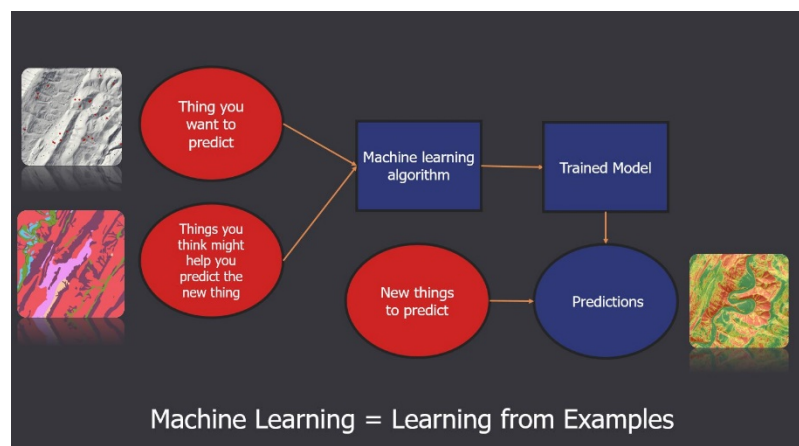 Thing you
want to
predict
Machine learning
algorithm
Trained Model
Things you
think might
help you
predict the
new thing
New things
to predict
Predictions
Machine Learning = Learning from Examples